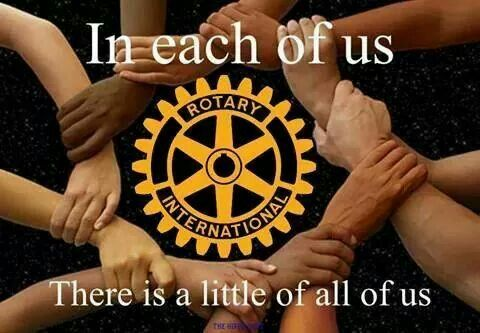 In each of us
ROTARY
INTERNATIONAL
There is a little of all of us